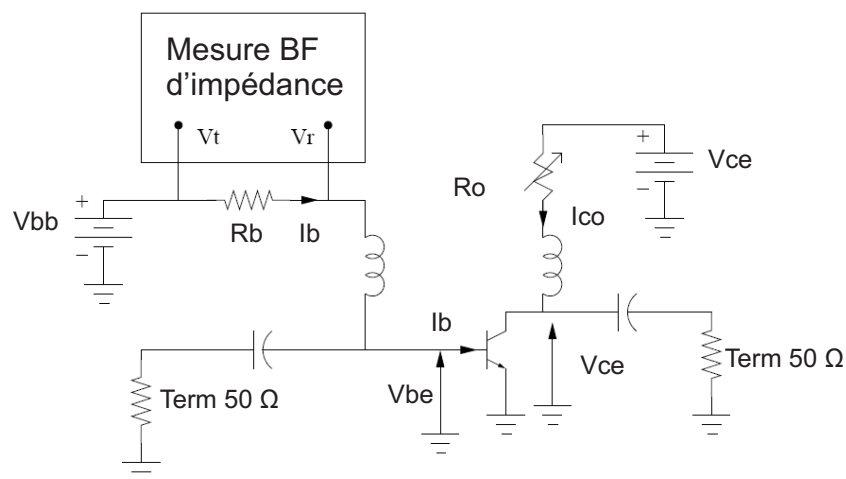 Mesure BF
d'impédance
Vt
Vr
+
Vbb
−
Rb
Ib
Ro
Ico
+
Vce
−
Ib
Vbe
Vce
Term 50 Ω
Term 50 Ω